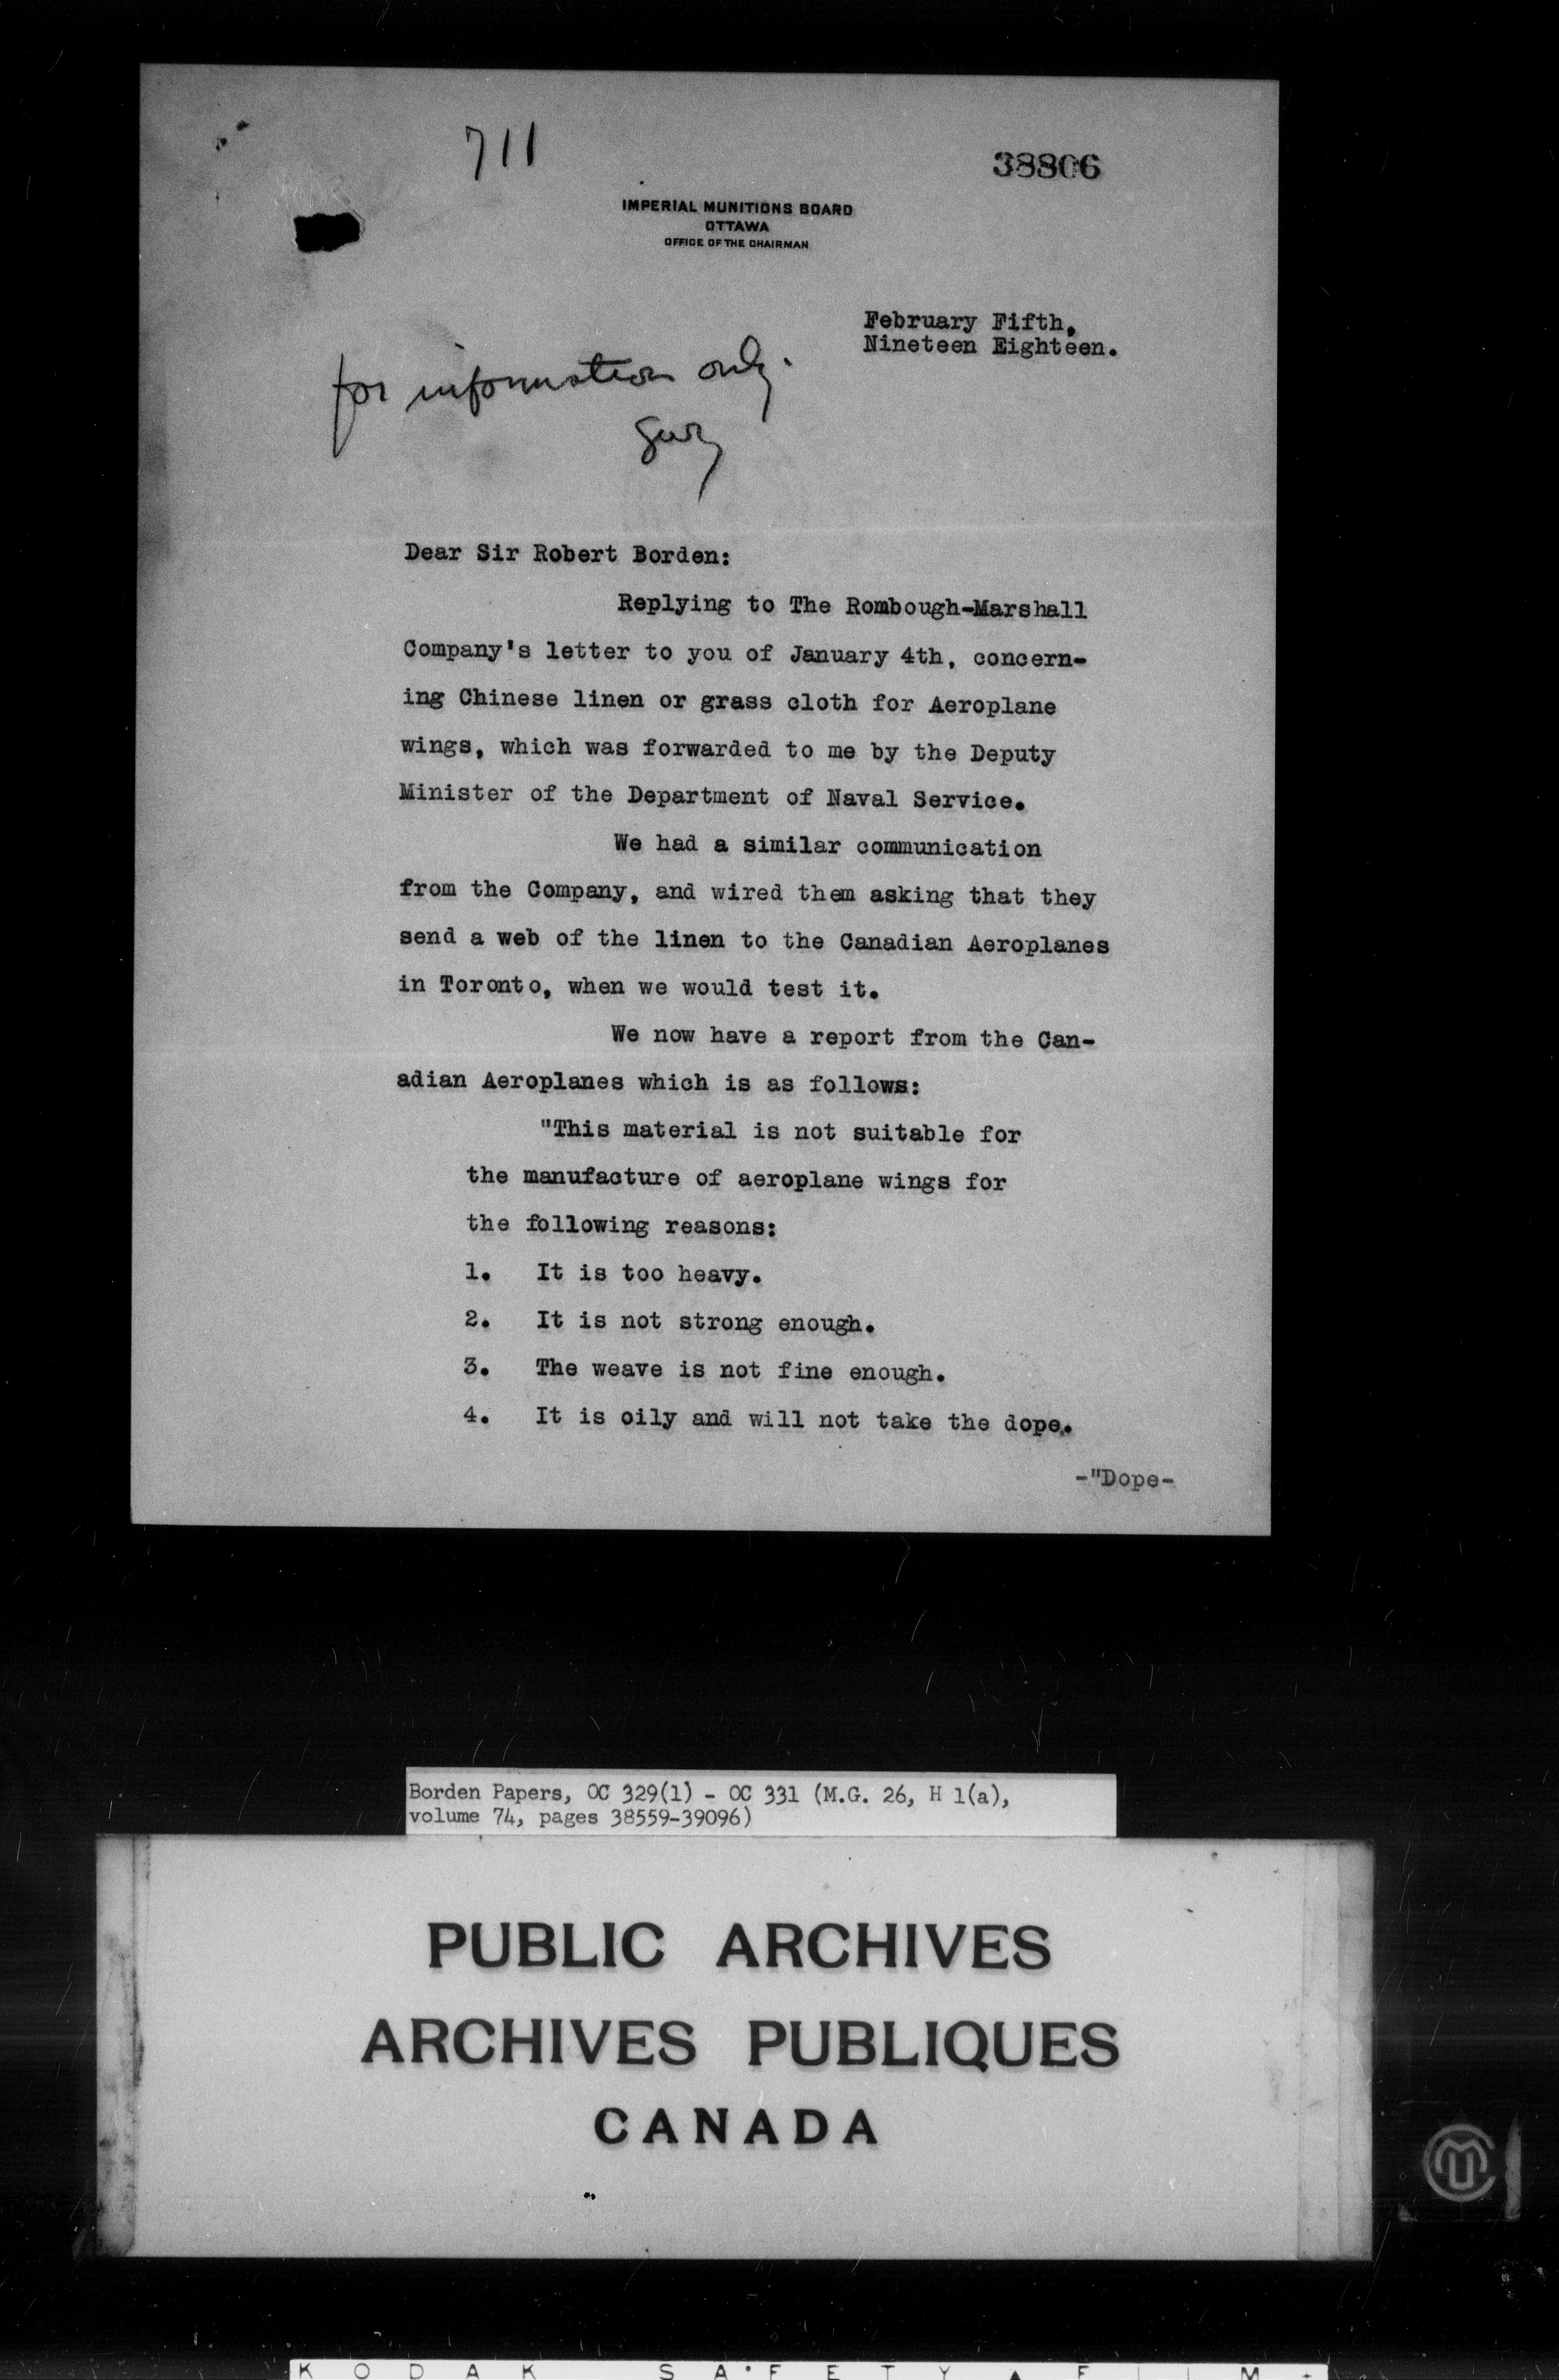 711
38806
IMPERIAL MUNITIONS BOARD
OTTAWA
OFFICE OF THE CHAIRMAN
February Fifth,
Nineteen Eighteen.
for information only.
Dear Sir Robert Borden:
Replying to The Rombough-Marshall
Company's letter to you of January 4th, concern-
ing Chinese linen or grass cloth for Aeroplane
wings, which was forwarded to me by the Deputy
Minister of the Department of Naval Service.
We had a similar communication
from the Company, and wired them asking that they
send a web of the linen to the Canadian Aeroplanes
in Toronto, when we would test it.
We now have a report from the Can-
adian Aeroplanes which is as follows:
"This material is not suitable for
the manufacture of aeroplane wings for
the following reasons:
1. It is too heavy.
2. It is not strong enough.
3. The weave is not fine enough.
4. It is oily and will not take the dope.
-"Dope-
Borden Papers, OC 329(1) - OC 331 (M.G. 26, H 1(a),
volume 74, pages 38559-39096)
PUBLIC ARCHIVES
ARCHIVES PUBLIQUES
CANADA
KODAK SAFETY FILM